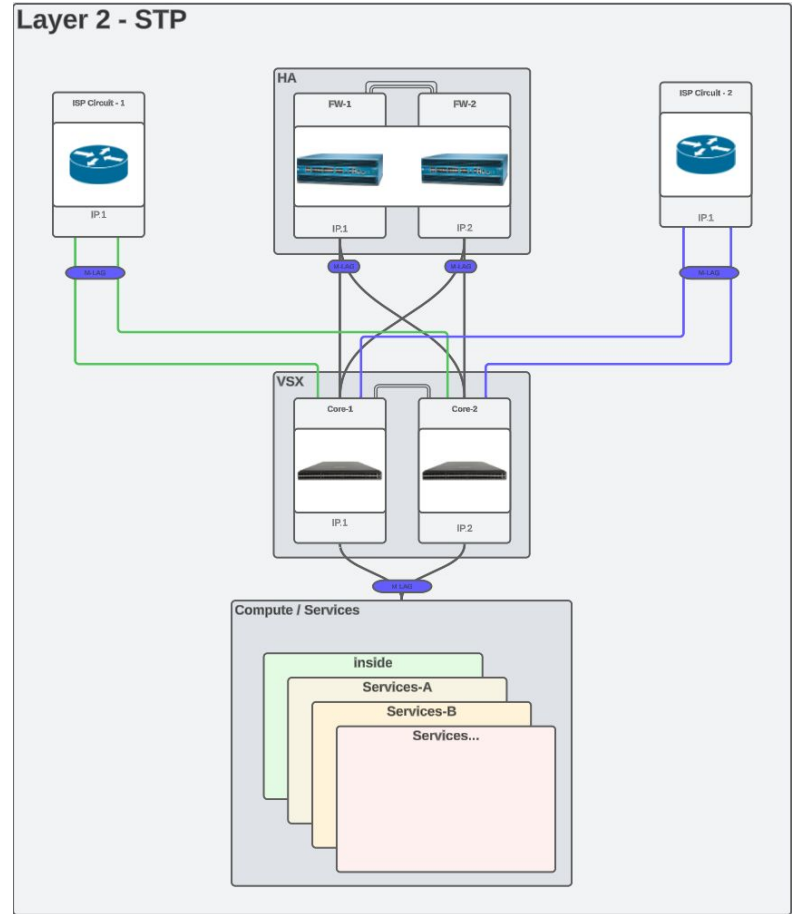 Layer 2 - STP
HA
ISP Circuit - 1
FW-1
FW-2
ISP Circuit - 2
IP.1
IP.1
IP.2
IP.1
M-LAG
M-LAG
M-LAG
M-LAG
VSX
Core-1
Core-2
IP.1
IP.2
M-LAG
Compute / Services
inside
Services-A
Services-B
Services...